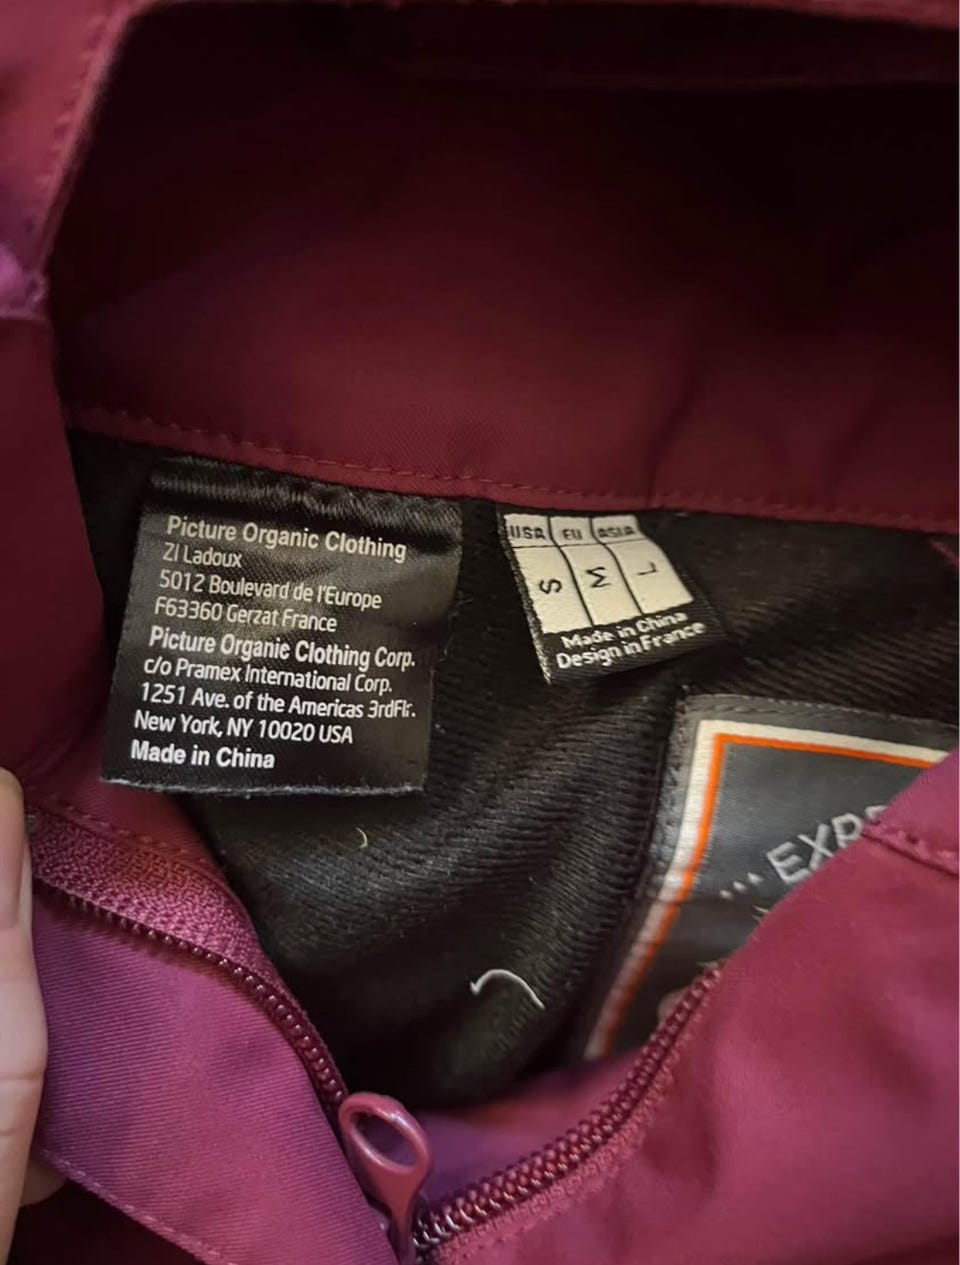 Picture Organic Clothing
ZI Ladoux
5012 Boulevard de l'Europe
F63360 Gerzat France
Picture Organic Clothing Corp.
c/o Pramex International Corp.
1251 Ave. of the Americas 3rdFlr.
New York, NY 10020 USA
Made in China
USA EU ASIA
S M L
Made in China
Design in France